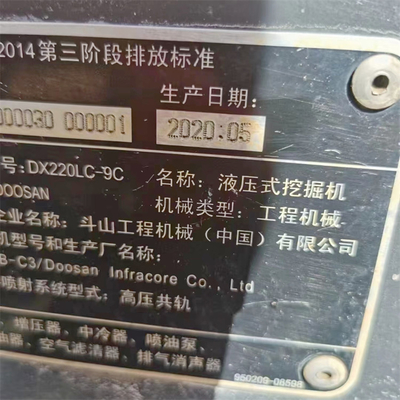 2014第三阶段排放标准
生产日期:
000030 000001
2020:05
号:DX220LC-9C
名称: 液压式挖掘机
DOOSAN
机械类型: 工程机械
企业名称: 斗山工程机械（中国）有限公司
机型号和生产厂名称:
B-C3/Doosan Infracore Co., Ltd
喷射系统型式: 高压共轨
、增压器、中冷器、喷油泵
油器、空气滤清器、排气消声器
950209-06598